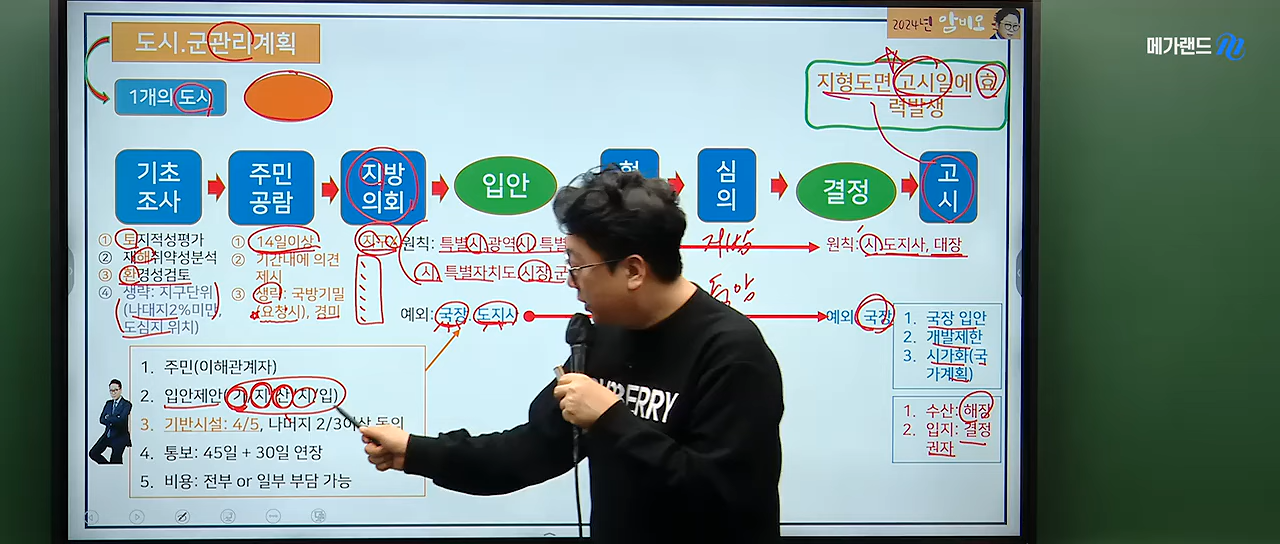 2024년 암비오
메가랜드
도시.군관리계획
1개의 도시
지형도면 고시일에 효
력발생
기초
조사
주민
공람
지방
의회
입안
심
의
결정
고
시
① 토지적성평가
② 재해취약성분석
③ 환경성검토
④ 생략: 지구단위
(나대지2%미만,
도심지 위치)
① 14일이상
② 기간내에 의견
제시
③ 생략: 국방기밀
(요청시), 경미
원칙: 특별시 광역시 특별
시, 특별자치도 시장 군
예외: 국장, 도지사
원칙: 시도지사, 대장
예외: 국장
1. 국장 입안
2. 개발제한
3. 시가화(국
가계획)
1. 수산: 해장
2. 입지: 결정
권자
1. 주민(이해관계자)
2. 입안제안(기/지/산/지/입)
3. 기반시설: 4/5, 나머지 2/3이상 동의
4. 통보: 45일 + 30일 연장
5. 비용: 전부 or 일부 부담 가능
ERRY